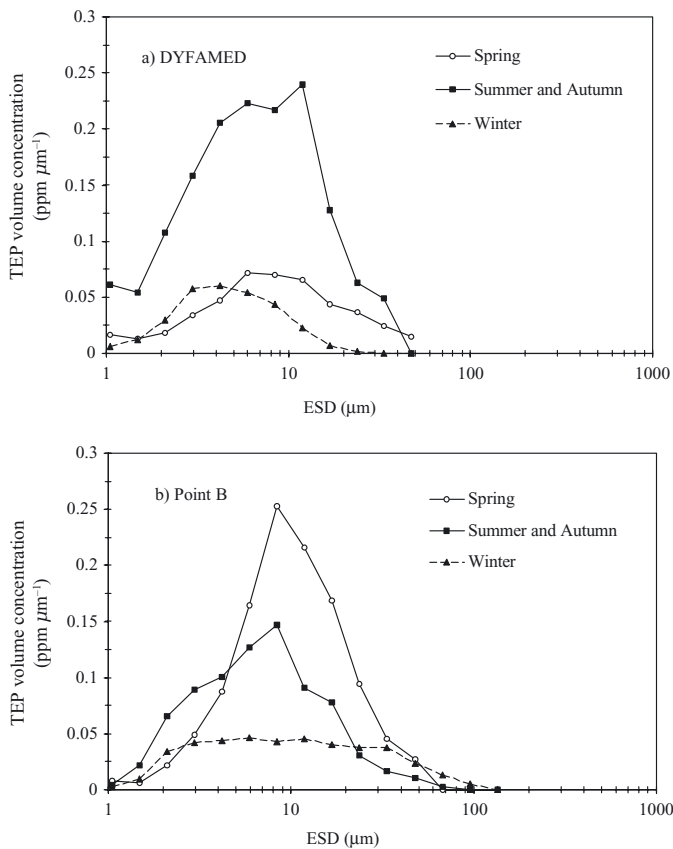 a) DYFAMED
Spring
Summer and Autumn
Winter
TEP volume concentration
(ppm μm⁻¹)
0.3
0.25
0.2
0.15
0.1
0.05
0
1
10
100
1000
ESD (μm)
b) Point B
Spring
Summer and Autumn
Winter
TEP volume concentration
(ppm μm⁻¹)
0.3
0.25
0.2
0.15
0.1
0.05
0
1
10
100
1000
ESD (μm)